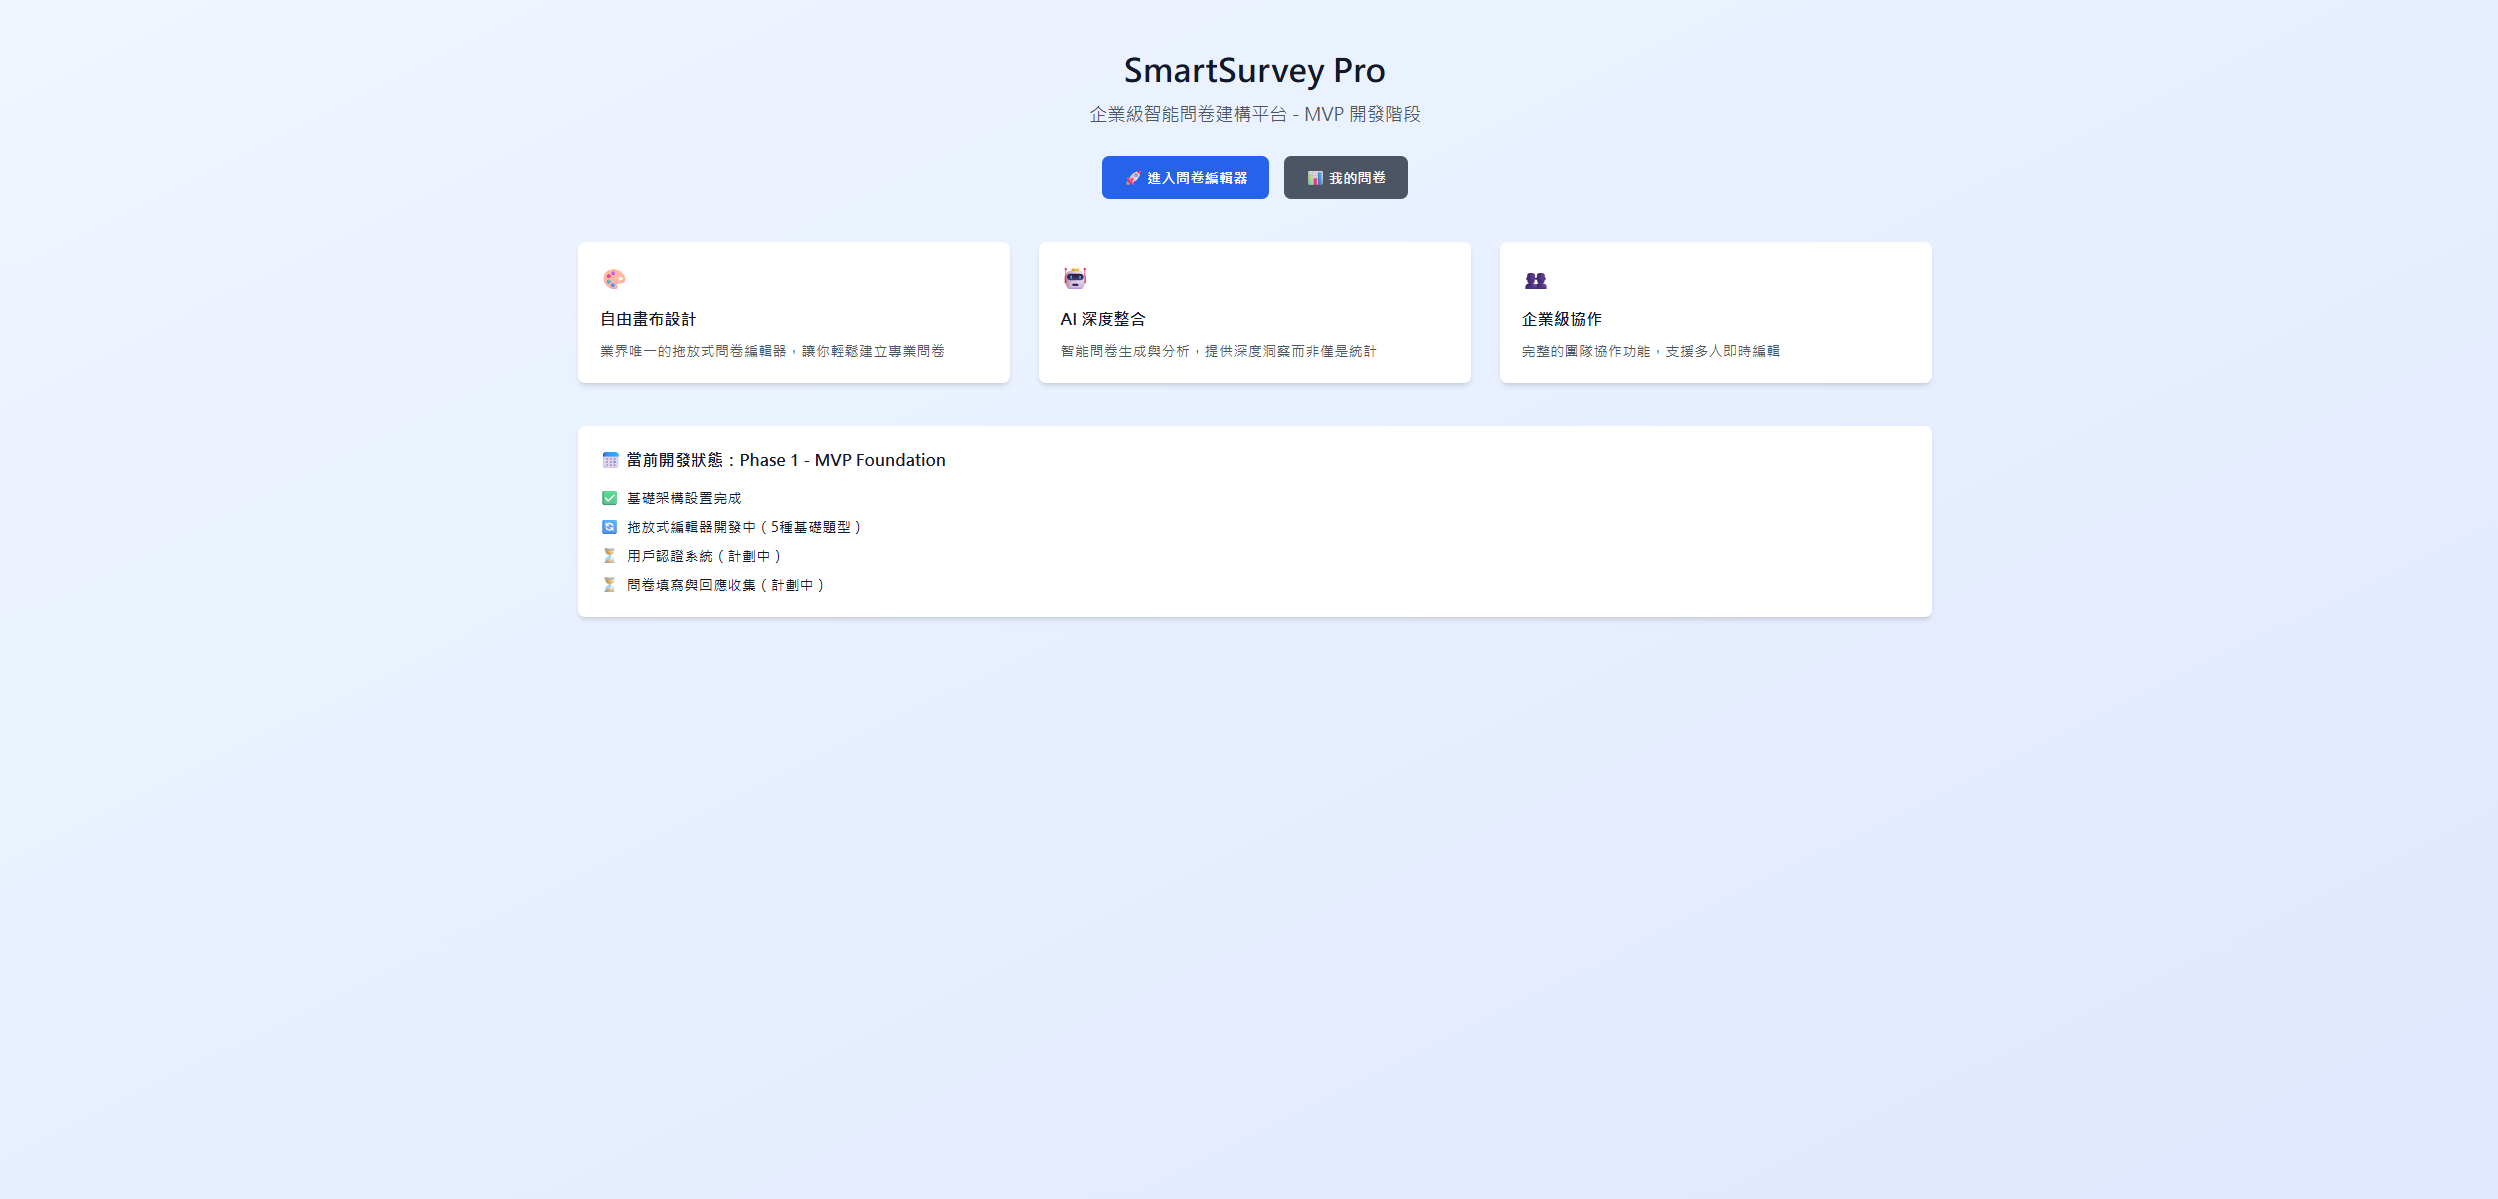 SmartSurvey Pro
企業級智能問卷建構平台 - MVP 開發階段
🚀 進入問卷編輯器
📊 我的問卷
🎨
自由畫布設計
業界唯一的拖放式問卷編輯器，讓你輕鬆建立專業問卷
🤖
AI 深度整合
智能問卷生成與分析，提供深度洞察而非僅是統計
👥
企業級協作
完整的團隊協作功能，支援多人即時編輯
🗓️ 當前開發狀態：Phase 1 - MVP Foundation
✅ 基礎架構設置完成
🔄 拖放式編輯器開發中（5種基礎題型）
⏳ 用戶認證系統（計劃中）
⏳ 問卷填寫與回應收集（計劃中）